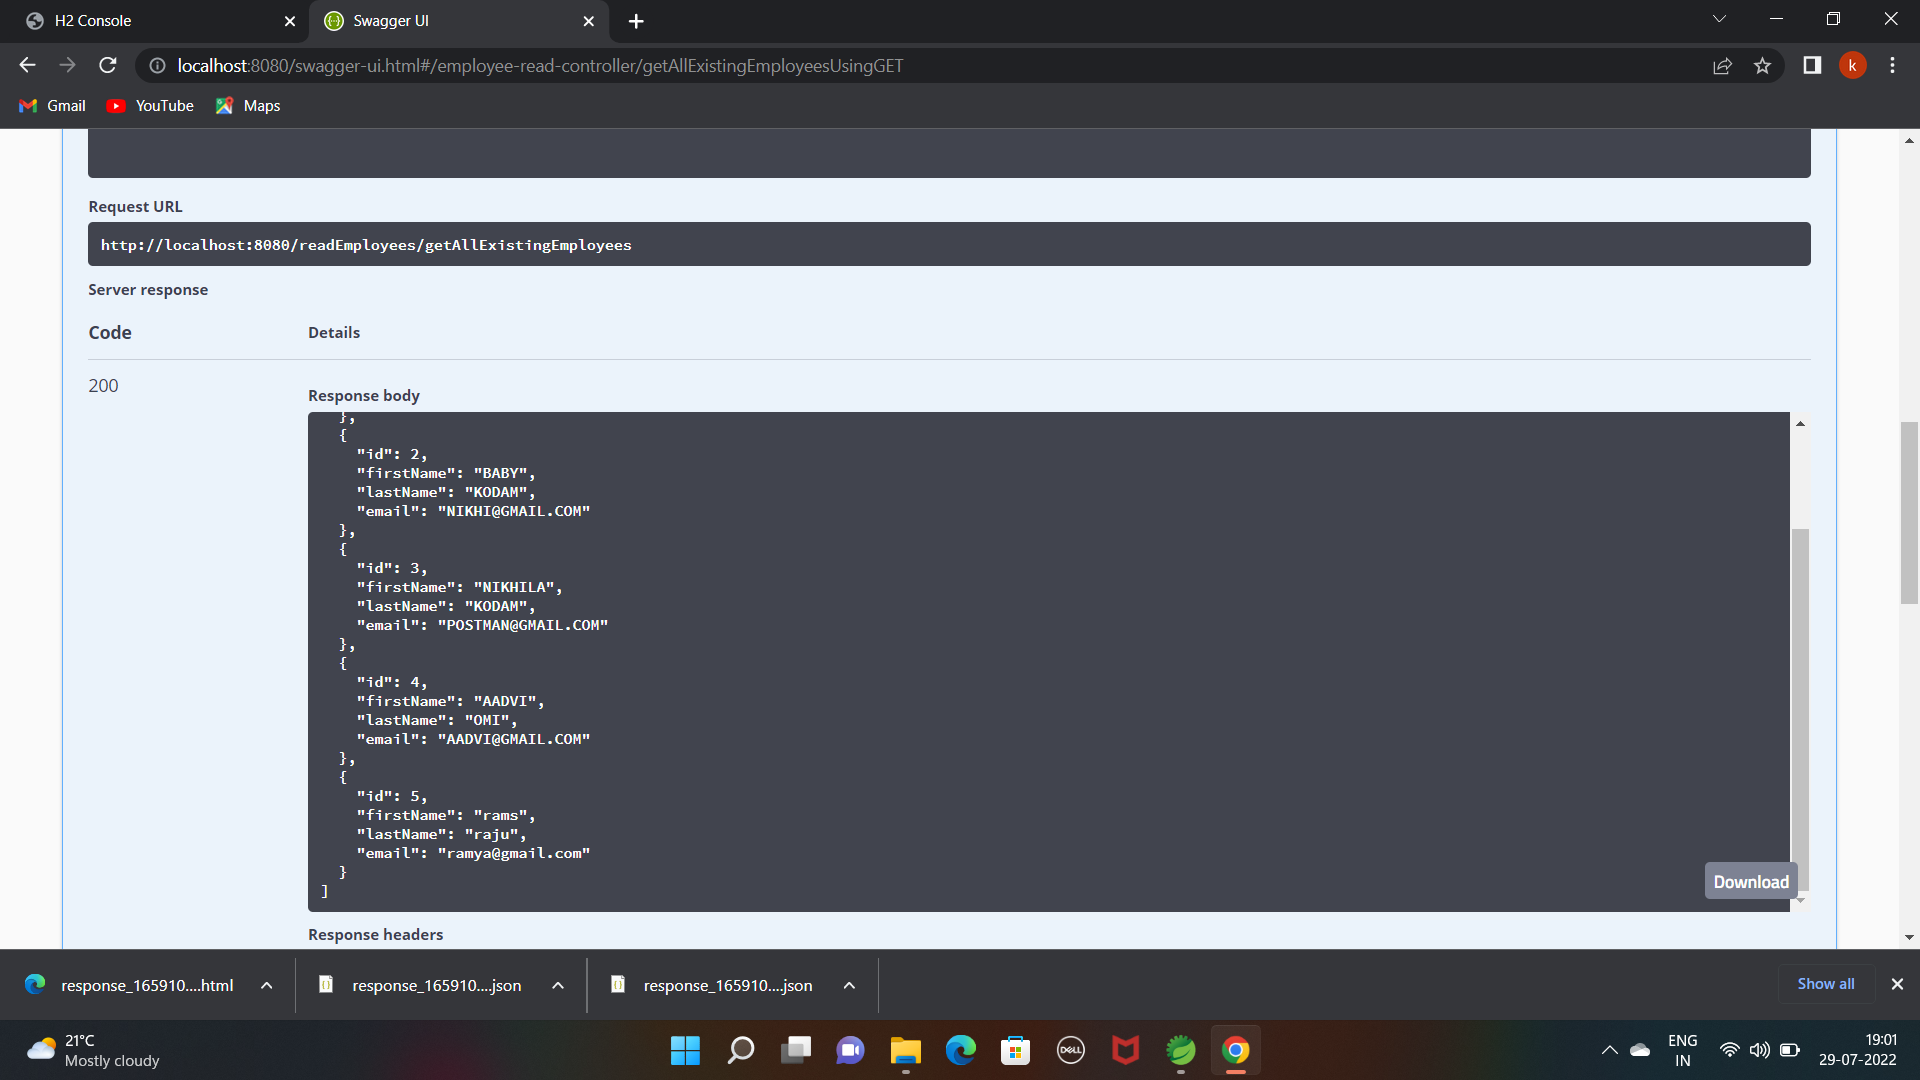 H2 Console
Swagger UI
localhost:8080/swagger-ui.html#/employee-read-controller/getAllExistingEmployeesUsingGET
k
Gmail
YouTube
Maps
Request URL
http://localhost:8080/readEmployees/getAllExistingEmployees
Server response
Code
Details
200
Response body
},
{
"id": 2,
"firstName": "BABY",
"lastName": "KODAM",
"email": "NIKHI@GMAIL.COM"
},
{
"id": 3,
"firstName": "NIKHILA",
"lastName": "KODAM",
"email": "POSTMAN@GMAIL.COM"
},
{
"id": 4,
"firstName": "AADVI",
"lastName": "OMI",
"email": "AADVI@GMAIL.COM"
},
{
"id": 5,
"firstName": "rams",
"lastName": "raju",
"email": "ramya@gmail.com"
}
]
Download
Response headers
response_165910....html
response_165910....json
response_165910....json
Show all
21°C
Mostly cloudy
DELL
ENG
IN
19:01
29-07-2022